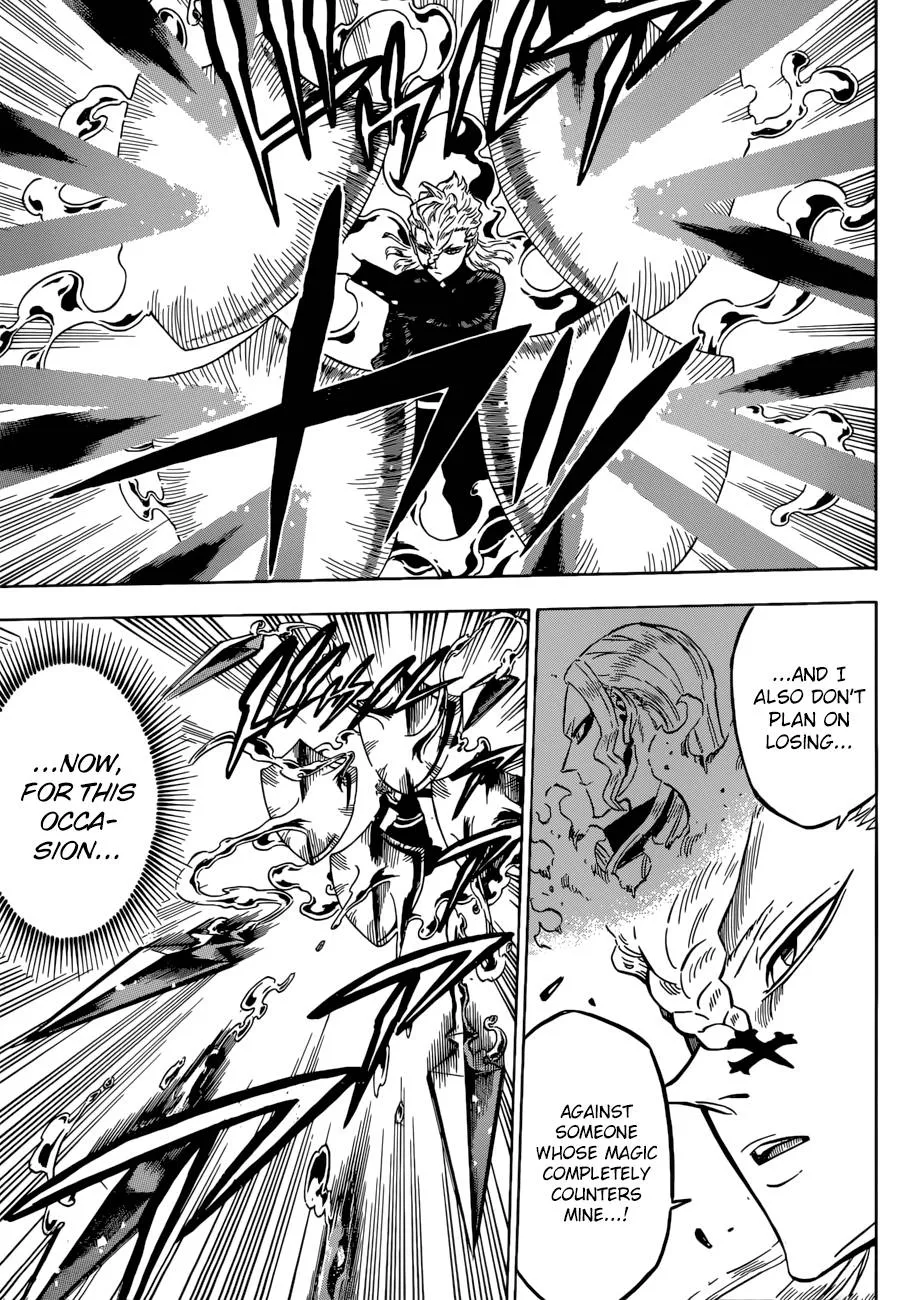 ...AND I
ALSO DON'T
PLAN ON
LOSING...
AGAINST
SOMEONE
WHOSE MAGIC
COMPLETELY
COUNTERS
MINE...!
...NOW,
FOR THIS
OCCA-
SION...